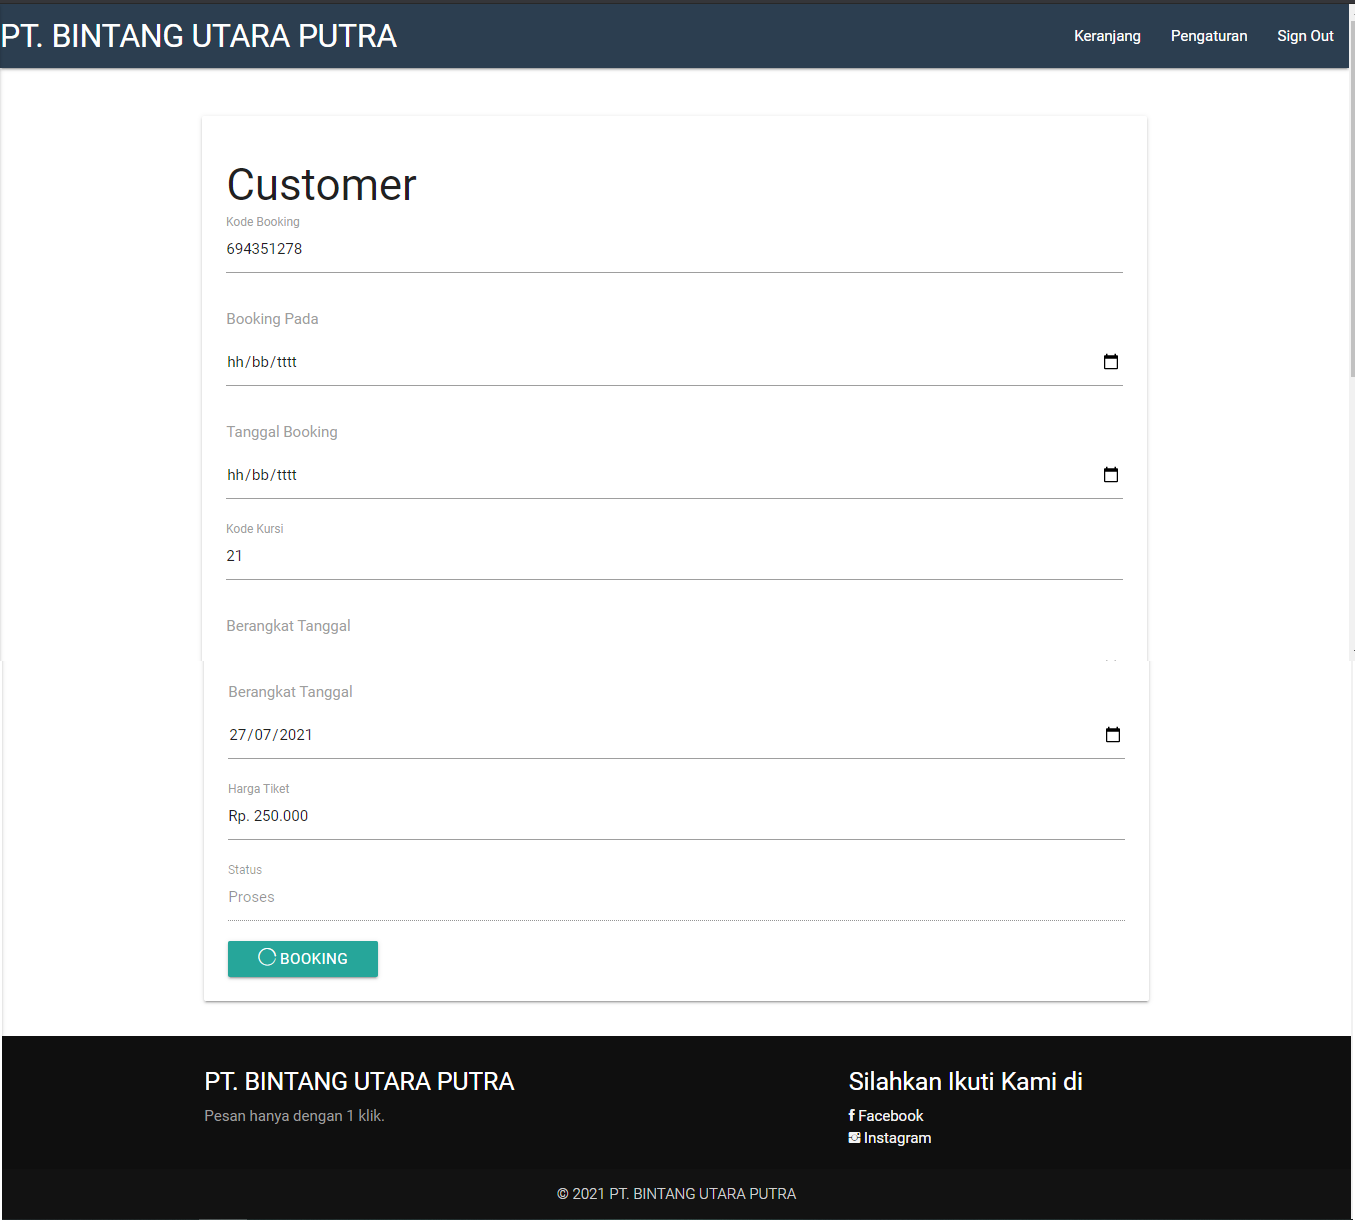 PT. BINTANG UTARA PUTRA
Keranjang Pengaturan Sign Out
Customer
Kode Booking
694351278
Booking Pada
hh/bb/tttt
Tanggal Booking
hh/bb/tttt
Kode Kursi
21
Berangkat Tanggal
Berangkat Tanggal
27/07/2021
Harga Tiket
Rp. 250.000
Status
Proses
BOOKING
PT. BINTANG UTARA PUTRA
Pesan hanya dengan 1 klik.
Silahkan Ikuti Kami di
Facebook
Instagram
© 2021 PT. BINTANG UTARA PUTRA